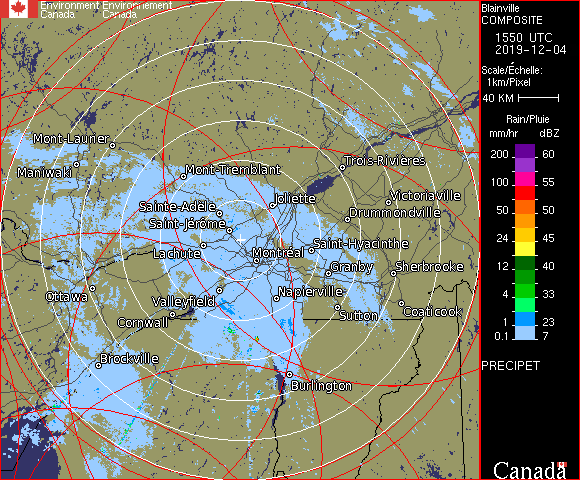 Environment Environnement
Canada Canada
Blainville
COMPOSITE
1550 UTC
2019-12-04
Scale/Échelle:
1km/Pixel
40 KM
Rain/Pluie
mm/hr dBZ
200 60
100 55
50 50
24 45
12 40
4 33
1 23
0.1 7
PRECIPET
Canada
Mont-Laurier
Maniwaki
Mont-Tremblant
Trois-Rivières
Sainte-Adèle
Joliette
Victoriaville
Drummondville
Saint-Jérôme
Lachute
Montréal
Saint-Hyacinthe
Granby
Sherbrooke
Ottawa
Valleyfield
Napierville
Cornwall
Sutton
Coaticook
Brockville
Burlington